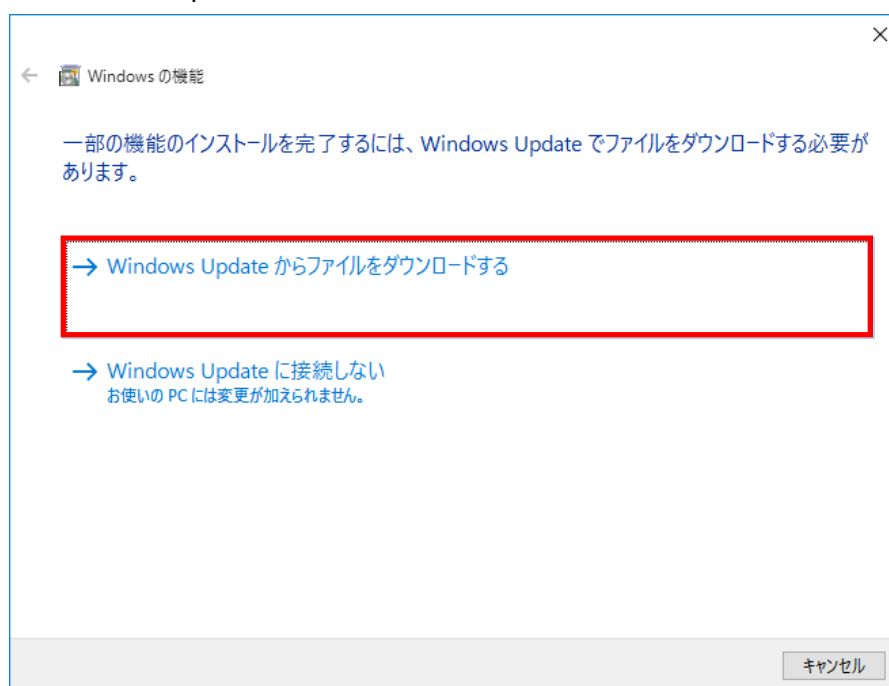 Windows の機能
一部の機能のインストールを完了するには、Windows Update でファイルをダウンロードする必要が
あります。
Windows Update からファイルをダウンロードする
Windows Update に接続しない
お使いの PC には変更が加えられません。
キャンセル